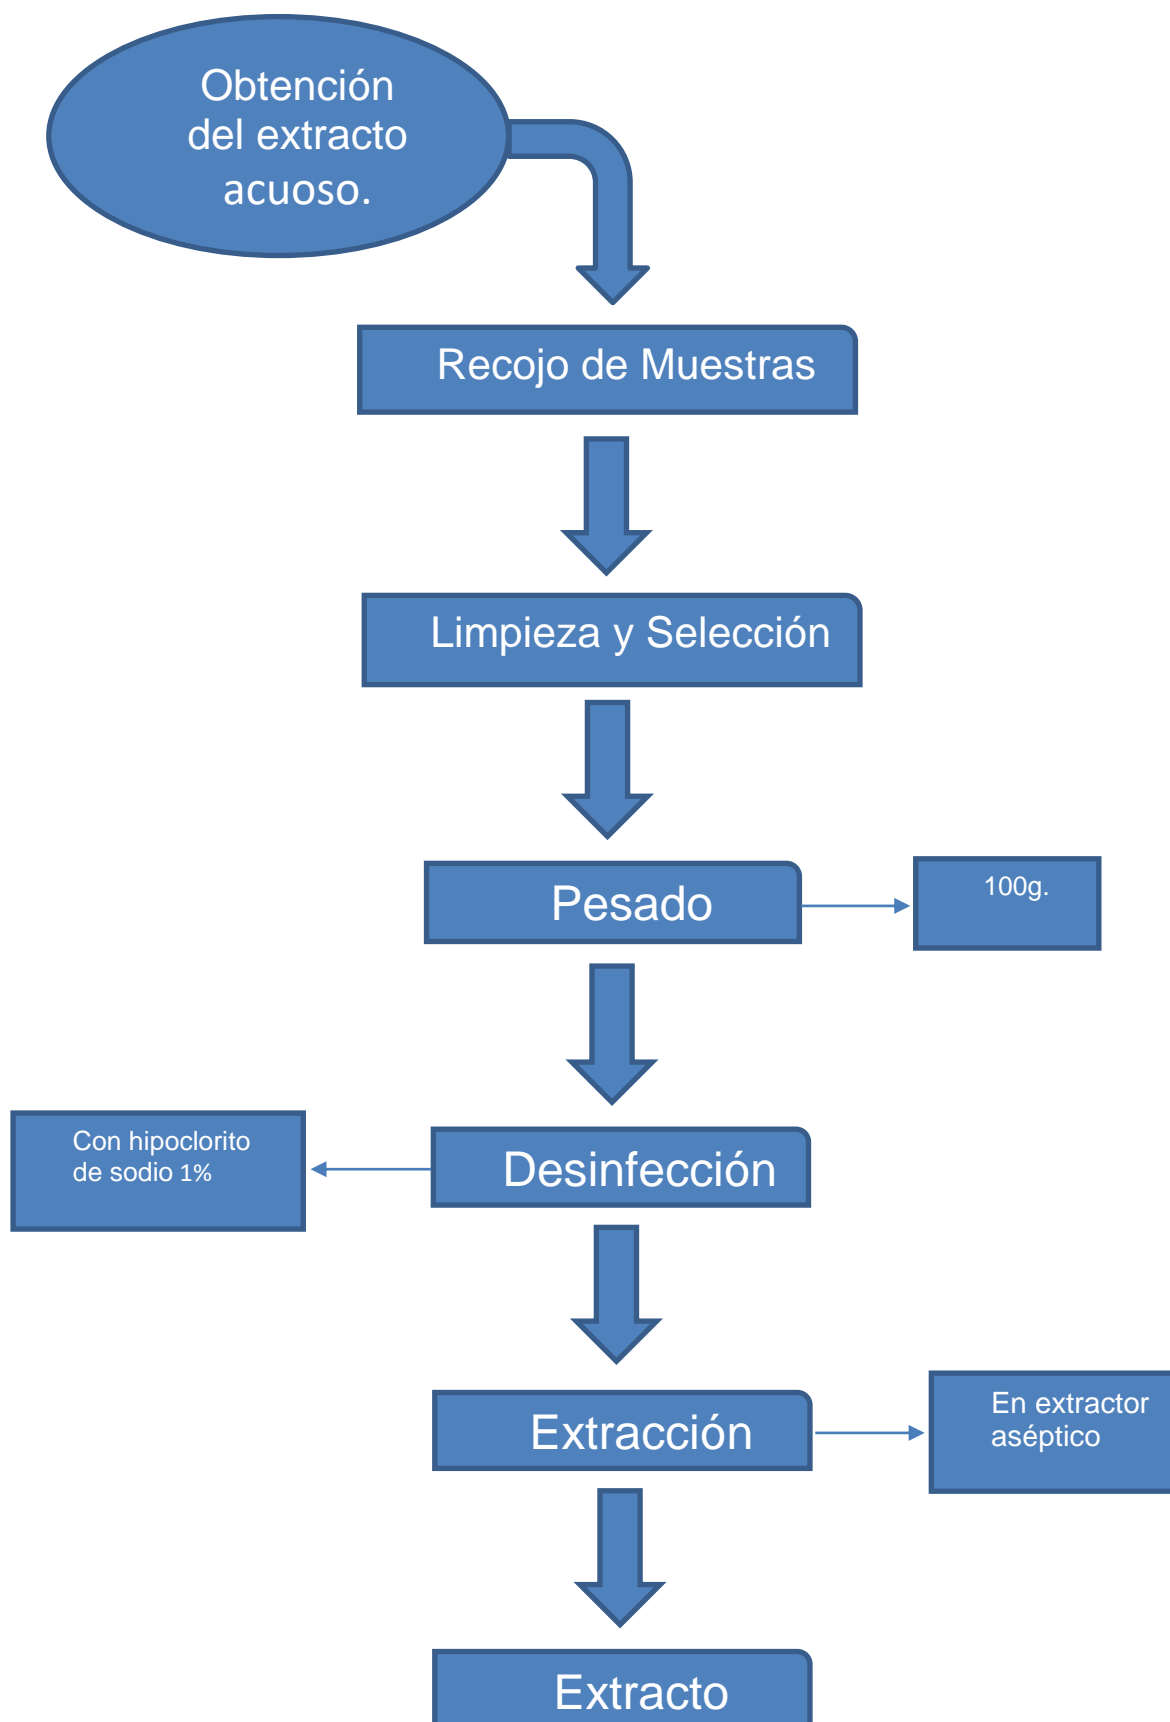 Obtención
del extracto
acuoso.
Recojo de Muestras
Limpieza y Selección
Pesado
100g.
Desinfección
Con hipoclorito
de sodio 1%
Extracción
En extractor
aséptico
Extracto